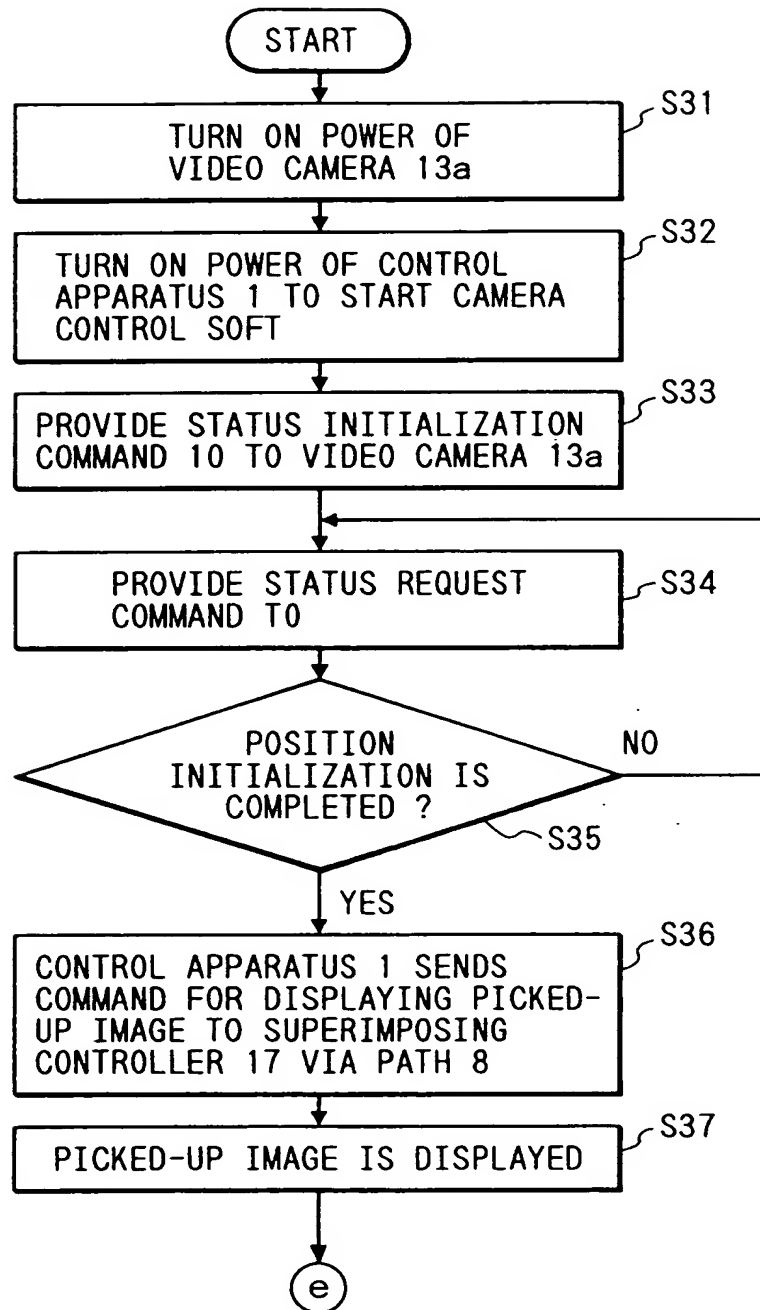 START
S31
TURN ON POWER OF
VIDEO CAMERA 13a
S32
TURN ON POWER OF CONTROL
APPARATUS 1 TO START CAMERA
CONTROL SOFT
S33
PROVIDE STATUS INITIALIZATION
COMMAND 10 TO VIDEO CAMERA 13a
PROVIDE STATUS REQUEST
COMMAND TO
S34
POSITION
INITIALIZATION IS
COMPLETED ?
NO
S35
YES
S36
CONTROL APPARATUS 1 SENDS
COMMAND FOR DISPLAYING PICKED-
UP IMAGE TO SUPERIMPOSING
CONTROLLER 17 VIA PATH 8
S37
PICKED-UP IMAGE IS DISPLAYED
e